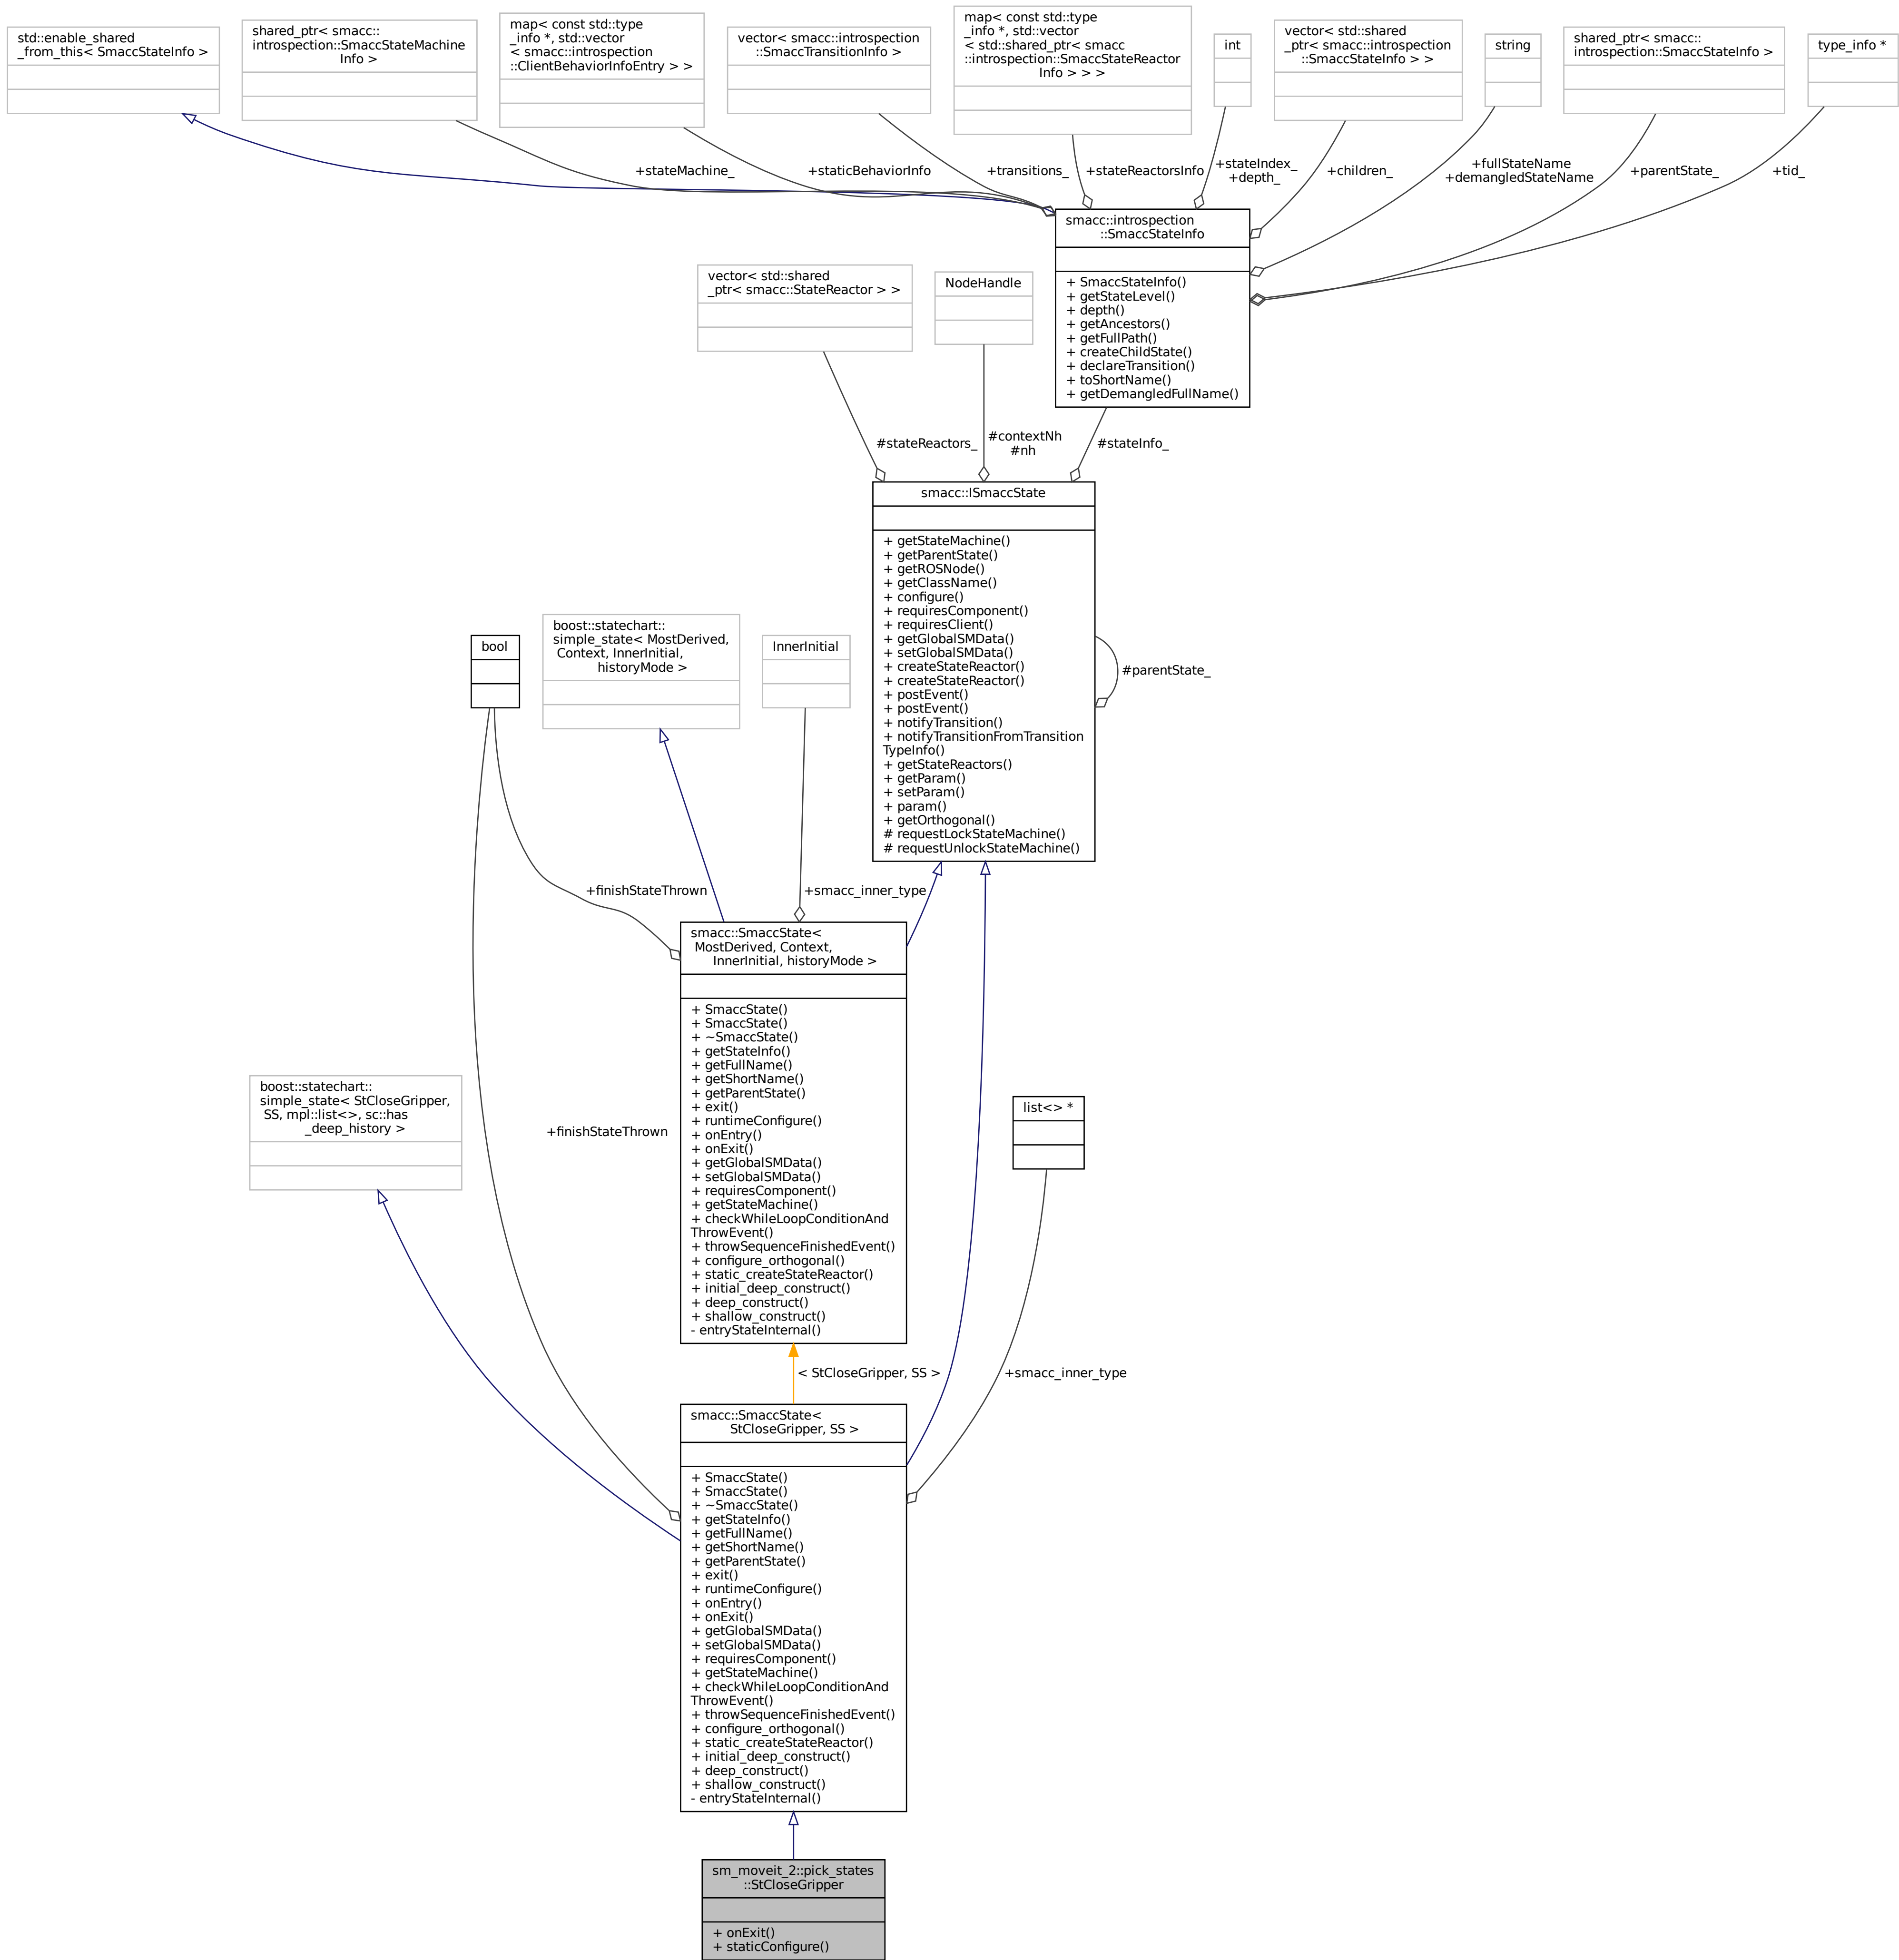 std::enable_shared
_from_this< SmaccStateInfo >
shared_ptr< smacc::
introspection::SmaccStateMachine
Info >
map< const std::type
_info *, std::vector
< smacc::introspection
::ClientBehaviorInfoEntry > >
vector< smacc::introspection
::SmaccTransitionInfo >
map< const std::type
_info *, std::vector
< std::shared_ptr< smacc
::introspection::SmaccStateReactor
Info > > >
int
vector< std::shared
_ptr< smacc::introspection
::SmaccStateInfo > >
string
shared_ptr< smacc::
introspection::SmaccStateInfo >
type_info *
+stateMachine_
+staticBehaviorInfo
+transitions_
+stateReactorsInfo
+stateIndex_
+depth_
+children_
+fullStateName
+demangledStateName
+parentState_
+tid_
smacc::introspection
::SmaccStateInfo
+ SmaccStateInfo()
+ getStateLevel()
+ depth()
+ getAncestors()
+ getFullPath()
+ createChildState()
+ declareTransition()
+ toShortName()
+ getDemangledFullName()
vector< std::shared
_ptr< smacc::StateReactor > >
NodeHandle
#stateReactors_
#contextNh
#nh
#stateInfo_
smacc::ISmaccState
+ getStateMachine()
+ getParentState()
+ getROSNode()
+ getClassName()
+ configure()
+ requiresComponent()
+ requiresClient()
+ getGlobalSMData()
+ setGlobalSMData()
+ createStateReactor()
+ createStateReactor()
+ postEvent()
+ postEvent()
+ notifyTransition()
+ notifyTransitionFromTransition
TypeInfo()
+ getStateReactors()
+ getParam()
+ setParam()
+ param()
+ getOrthogonal()
# requestLockStateMachine()
# requestUnlockStateMachine()
#parentState_
bool
boost::statechart::
simple_state< MostDerived,
Context, InnerInitial,
historyMode >
InnerInitial
+finishStateThrown
+smacc_inner_type
smacc::SmaccState<
MostDerived, Context,
InnerInitial, historyMode >
+ SmaccState()
+ SmaccState()
+ ~SmaccState()
+ getStateInfo()
+ getFullName()
+ getShortName()
+ getParentState()
+ exit()
+ runtimeConfigure()
+ onEntry()
+ onExit()
+ getGlobalSMData()
+ setGlobalSMData()
+ requiresComponent()
+ getStateMachine()
+ checkWhileLoopConditionAnd
ThrowEvent()
+ throwSequenceFinishedEvent()
+ configure_orthogonal()
+ static_createStateReactor()
+ initial_deep_construct()
+ deep_construct()
+ shallow_construct()
- entryStateInternal()
boost::statechart::
simple_state< StCloseGripper,
SS, mpl::list<>, sc::has
_deep_history >
+finishStateThrown
list<> *
< StCloseGripper, SS >
+smacc_inner_type
smacc::SmaccState<
StCloseGripper, SS >
+ SmaccState()
+ SmaccState()
+ ~SmaccState()
+ getStateInfo()
+ getFullName()
+ getShortName()
+ getParentState()
+ exit()
+ runtimeConfigure()
+ onEntry()
+ onExit()
+ getGlobalSMData()
+ setGlobalSMData()
+ requiresComponent()
+ getStateMachine()
+ checkWhileLoopConditionAnd
ThrowEvent()
+ throwSequenceFinishedEvent()
+ configure_orthogonal()
+ static_createStateReactor()
+ initial_deep_construct()
+ deep_construct()
+ shallow_construct()
- entryStateInternal()
sm_moveit_2::pick_states
::StCloseGripper
+ onExit()
+ staticConfigure()